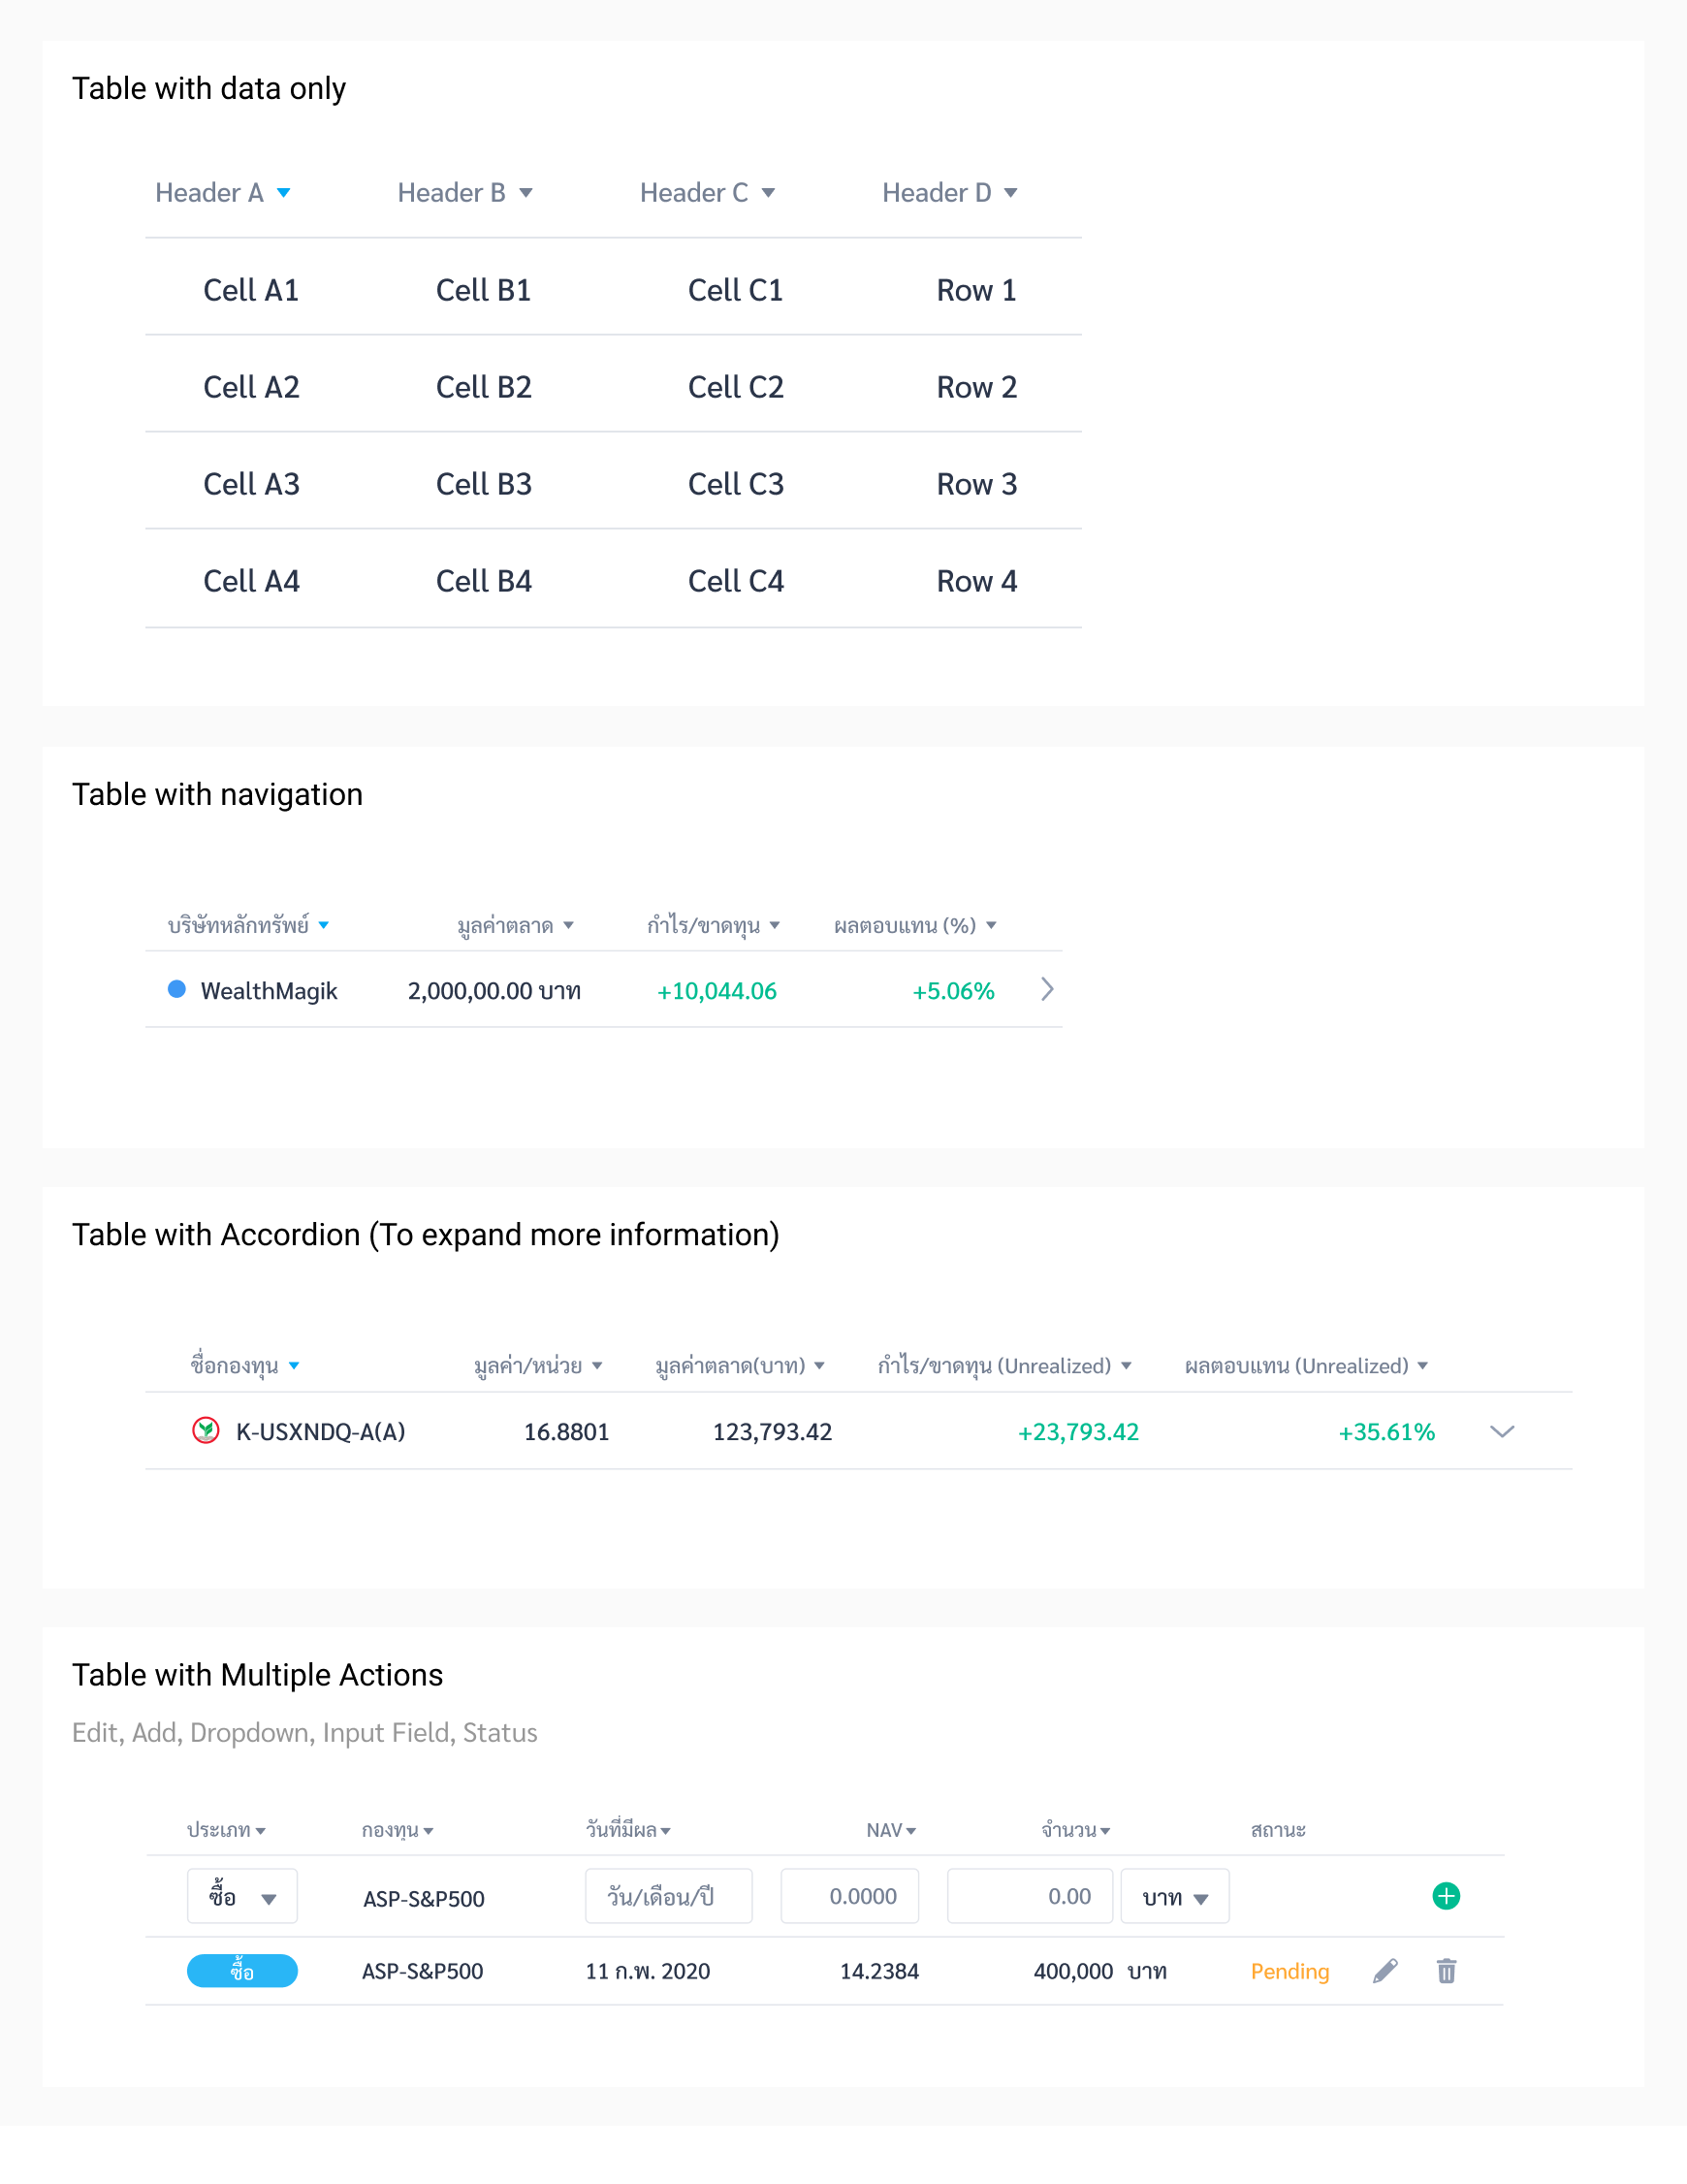 Table with data only
Header A Header B Header C Header D
Cell A1 Cell B1 Cell C1 Row 1
Cell A2 Cell B2 Cell C2 Row 2
Cell A3 Cell B3 Cell C3 Row 3
Cell A4 Cell B4 Cell C4 Row 4
Table with navigation
บริษัทหลักทรัพย์ มูลค่าตลาด กำไร/ขาดทุน ผลตอบแทน (%)
WealthMagik 2,000,00.00 บาท +10,044.06 +5.06%
Table with Accordion (To expand more information)
ชื่อกองทุน มูลค่า/หน่วย มูลค่าตลาด(บาท) กำไร/ขาดทุน (Unrealized) ผลตอบแทน (Unrealized)
K-USXNDQ-A(A) 16.8801 123,793.42 +23,793.42 +35.61%
Table with Multiple Actions
Edit, Add, Dropdown, Input Field, Status
ประเภท กองทุน วันที่มีผล NAV จำนวน สถานะ
ซื้อ ASP-S&P500 วัน/เดือน/ปี 0.0000 0.00 บาท
ซื้อ ASP-S&P500 11 ก.พ. 2020 14.2384 400,000 บาท Pending